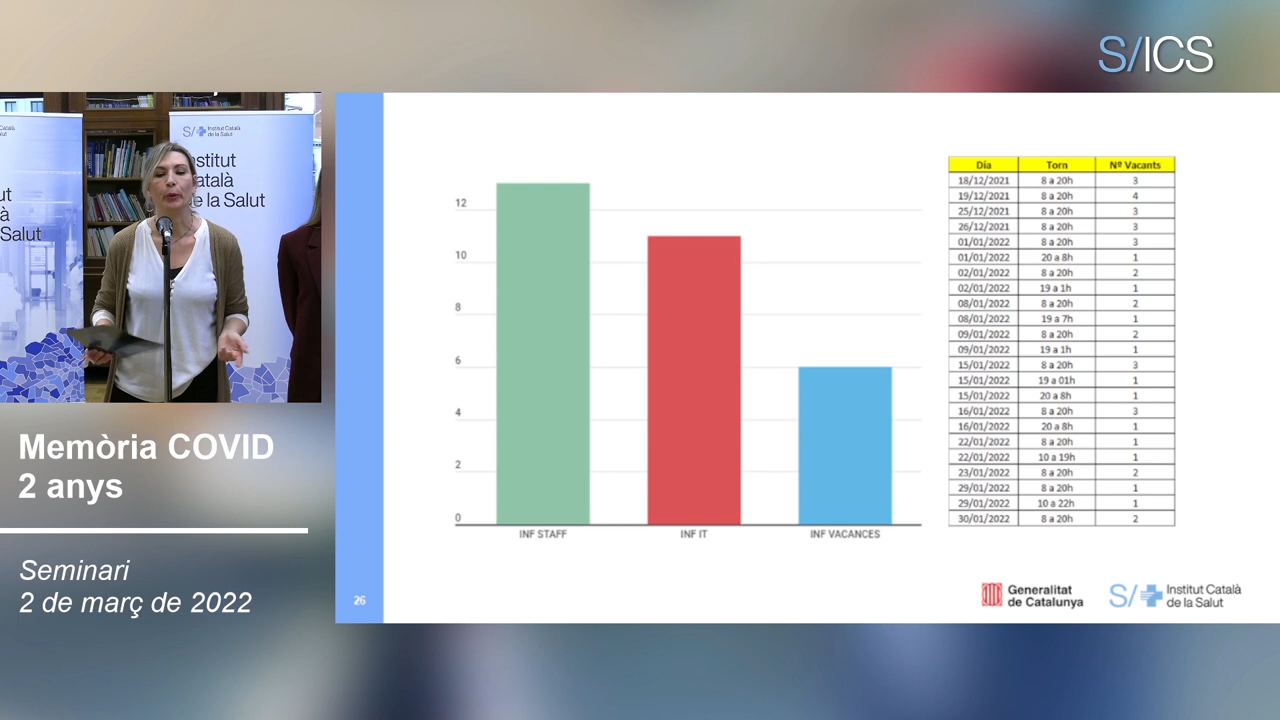 S/ICS
Institut Català
de la Salut
stitut
atalà
e la Salut
ut
à
Salut
Memòria COVID
2 anys
Seminari
2 de març de 2022
12
10
8
6
4
2
0
INF STAFF INF IT INF VACANCES
Día Torn Nº Vacants
18/12/2021 8 a 20h 3
19/12/2021 8 a 20h 4
25/12/2021 8 a 20h 3
26/12/2021 8 a 20h 3
01/01/2022 8 a 20h 3
01/01/2022 20 a 8h 1
02/01/2022 8 a 20h 2
02/01/2022 19 a 1h 1
08/01/2022 8 a 20h 2
08/01/2022 19 a 7h 1
09/01/2022 8 a 20h 2
09/01/2022 19 a 1h 1
15/01/2022 8 a 20h 3
15/01/2022 19 a 01h 1
15/01/2022 20 a 8h 1
16/01/2022 8 a 20h 3
16/01/2022 20 a 8h 1
22/01/2022 8 a 20h 1
22/01/2022 10 a 19h 1
23/01/2022 8 a 20h 2
29/01/2022 8 a 20h 1
29/01/2022 10 a 22h 1
30/01/2022 8 a 20h 2
26
Generalitat
de Catalunya
S/ Institut Català
de la Salut